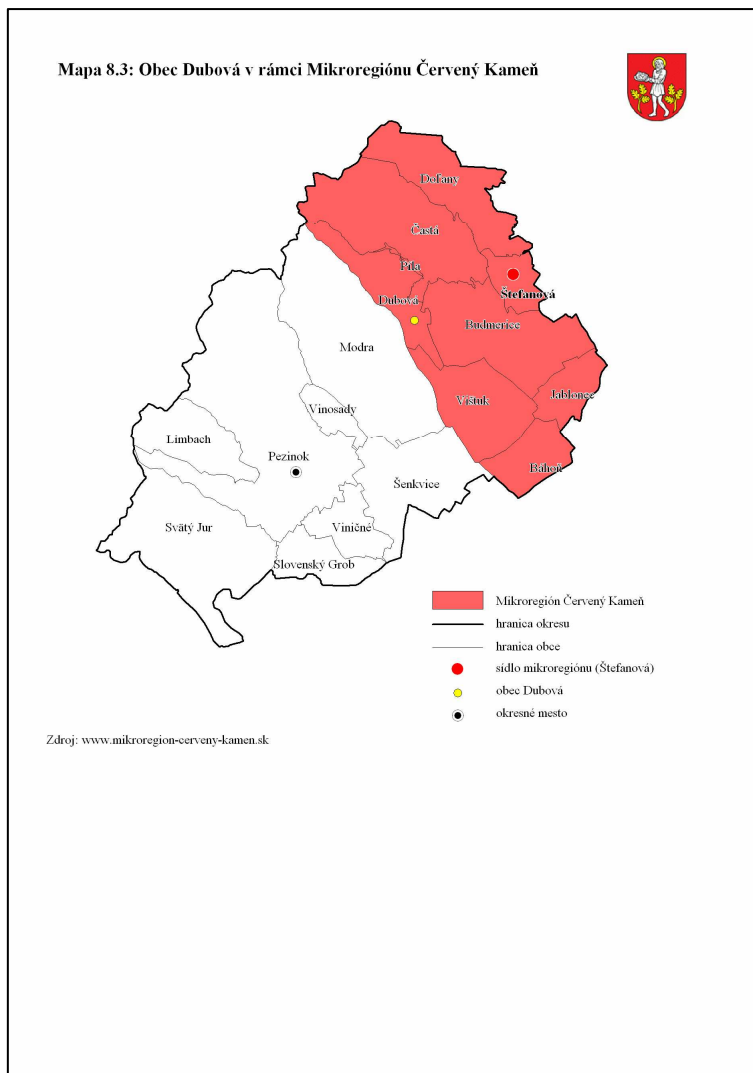 Mapa 8.3: Obec Dubová v rámci Mikroregiónu Červený Kameň
Doľany
Častá
Píla
Štefanová
Dubová
Budmerice
Modra
Jablonec
Vištuk
Vinosady
Limbach
Pezinok
Báhoň
Šenkvice
Svätý Jur
Viničné
Slovenský Grob
Mikroregión Červený Kameň
hranica okresu
hranica obce
sídlo mikroregiónu (Štefanová)
obec Dubová
okresné mesto
Zdroj: www.mikroregion-cerveny-kamen.sk